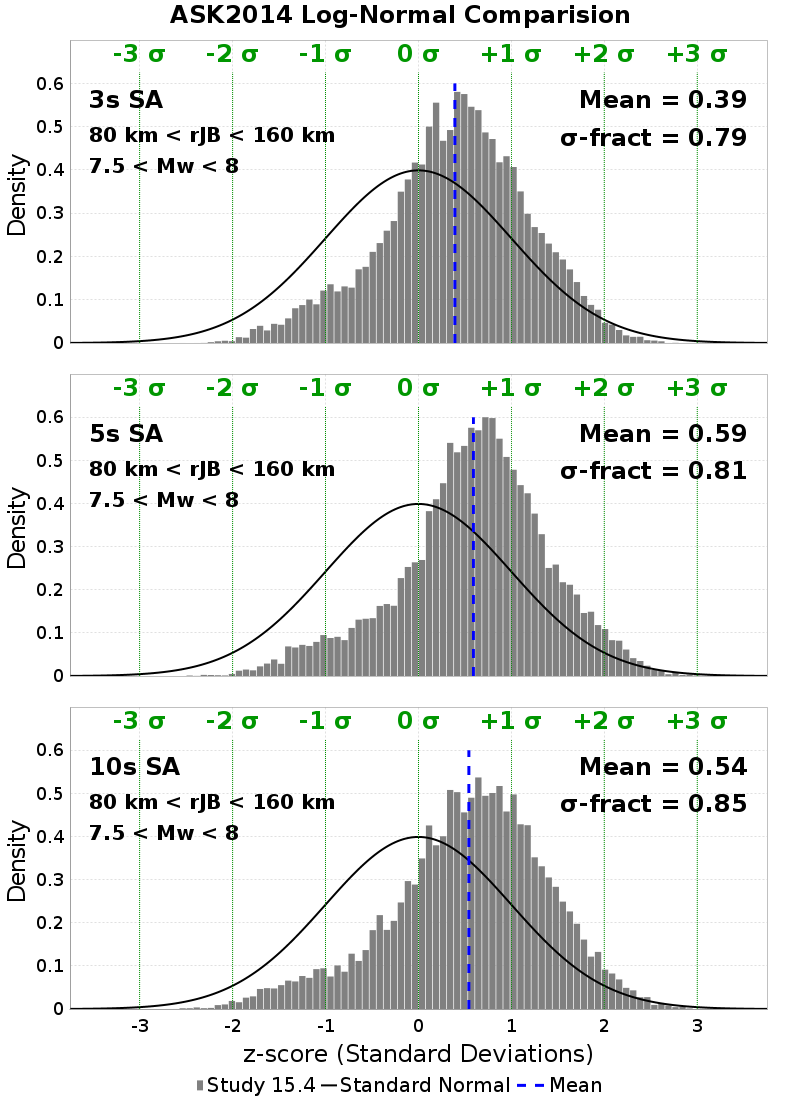 ASK2014 Log-Normal Comparision
-3 σ -2 σ -1 σ 0 σ +1 σ +2 σ +3 σ
3s SA
80 km < rJB < 160 km
7.5 < Mw < 8
Mean = 0.39
σ-fract = 0.79
Density
0.6
0.5
0.4
0.3
0.2
0.1
0
-3 σ -2 σ -1 σ 0 σ +1 σ +2 σ +3 σ
5s SA
80 km < rJB < 160 km
7.5 < Mw < 8
Mean = 0.59
σ-fract = 0.81
Density
0.6
0.5
0.4
0.3
0.2
0.1
0
-3 σ -2 σ -1 σ 0 σ +1 σ +2 σ +3 σ
10s SA
80 km < rJB < 160 km
7.5 < Mw < 8
Mean = 0.54
σ-fract = 0.85
Density
0.6
0.5
0.4
0.3
0.2
0.1
0
-3 -2 -1 0 1 2 3
z-score (Standard Deviations)
Study 15.4 Standard Normal Mean